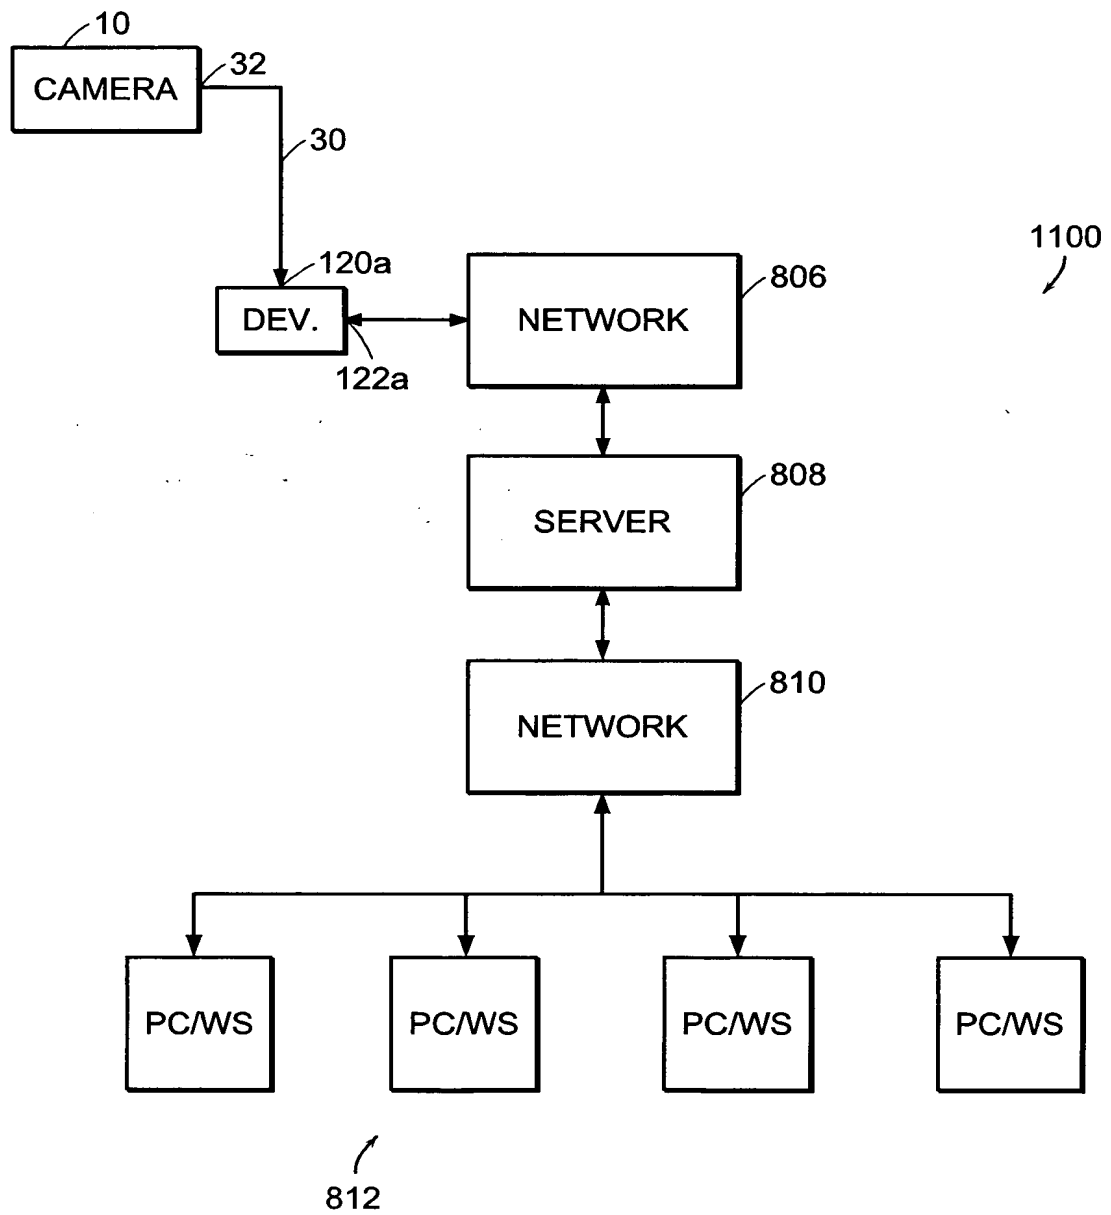 10
CAMERA
32
30
1100
120a
DEV.
122a
NETWORK
806
SERVER
808
NETWORK
810
PC/WS
PC/WS
PC/WS
PC/WS
812